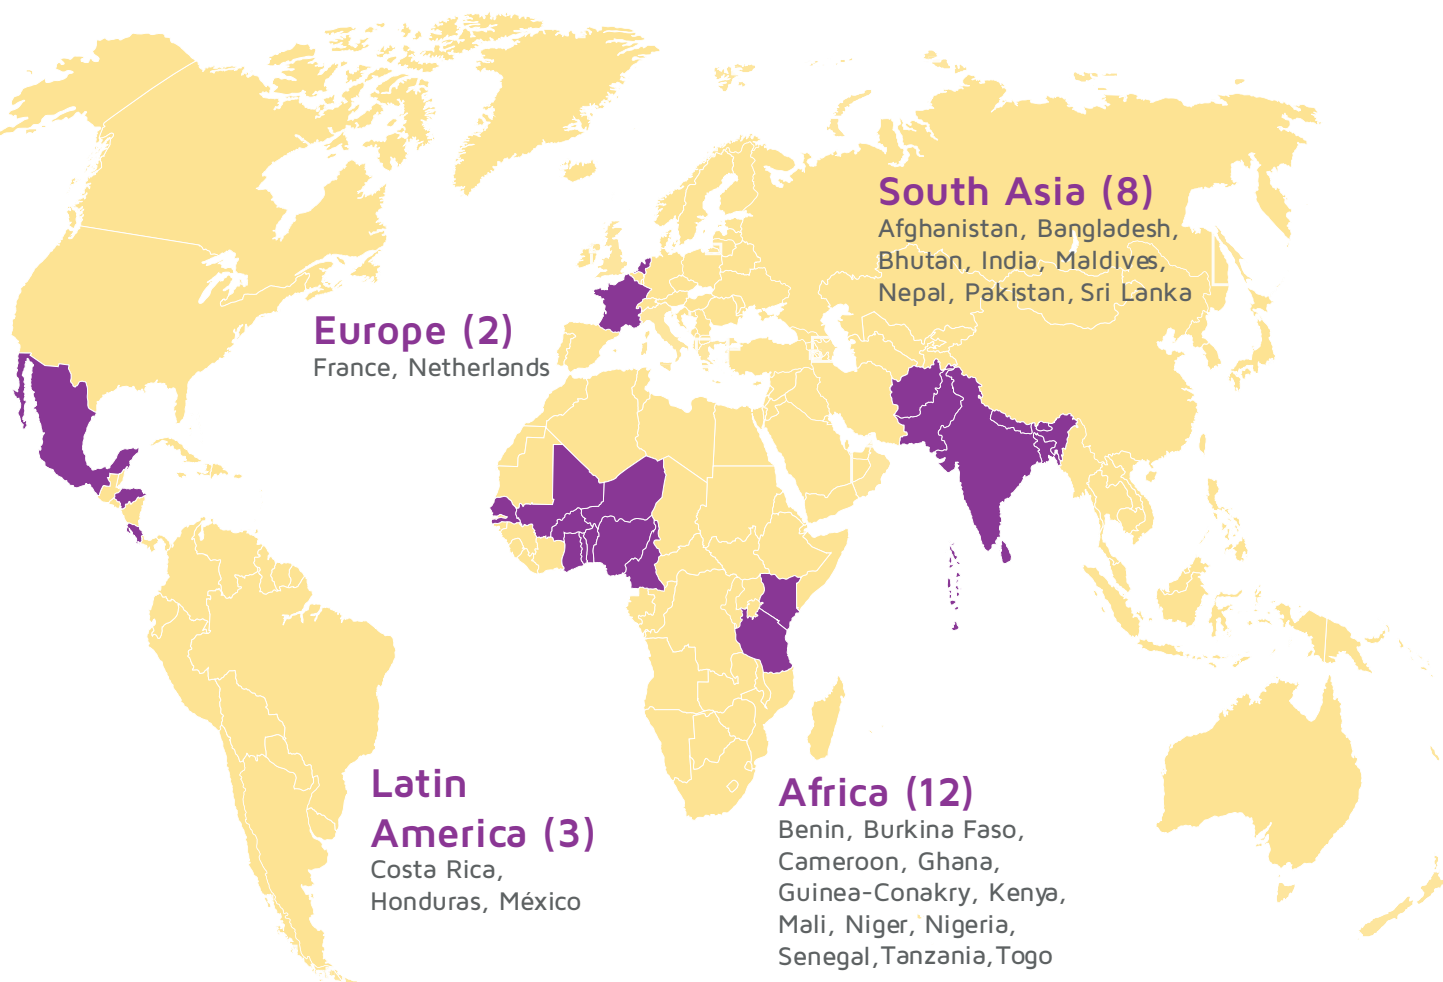 South Asia (8)
Afghanistan, Bangladesh,
Bhutan, India, Maldives,
Nepal, Pakistan, Sri Lanka
Europe (2)
France, Netherlands
Latin
America (3)
Costa Rica,
Honduras, México
Africa (12)
Benin, Burkina Faso,
Cameroon, Ghana,
Guinea-Conakry, Kenya,
Mali, Niger, Nigeria,
Senegal, Tanzania, Togo